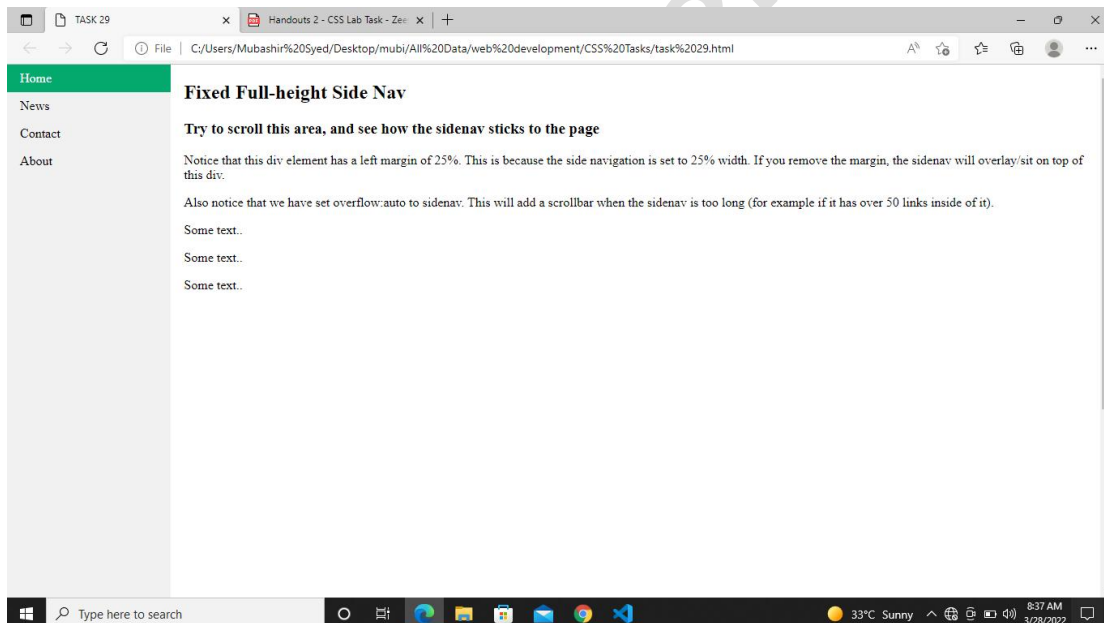 TASK 29
Handouts 2 - CSS Lab Task - Zee
File | C:/Users/Mubashir%20Syed/Desktop/mubi/All%20Data/web%20development/CSS%20Tasks/task%2029.html
Home
News
Contact
About
Fixed Full-height Side Nav
Try to scroll this area, and see how the sidenav sticks to the page
Notice that this div element has a left margin of 25%. This is because the side navigation is set to 25% width. If you remove the margin, the sidenav will overlay/sit on top of
this div.
Also notice that we have set overflow:auto to sidenav. This will add a scrollbar when the sidenav is too long (for example if it has over 50 links inside of it).
Some text..
Some text..
Some text..
Type here to search
33°C Sunny
8:37 AM
3/28/2022